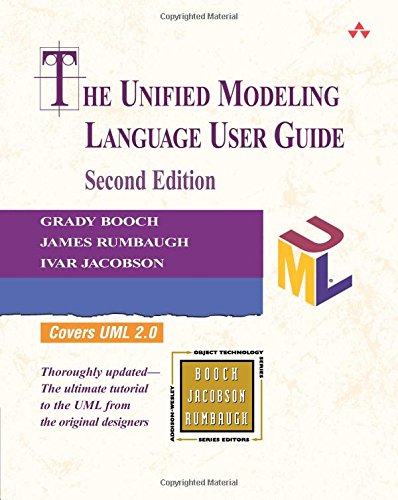 THE UNIFIED MODELING
LANGUAGE USER GUIDE
Second Edition
GRADY BOOCH
JAMES RUMBAUGH
IVAR JACOBSON
UML
Covers UML 2.0
Thoroughly updated—
The ultimate tutorial
to the UML from
the original designers
OBJECT TECHNOLOGY
SERIES
ADDISON-WESLEY
BOOCH
JACOBSON
RUMBAUGH
SERIES EDITORS
Copyrighted Material